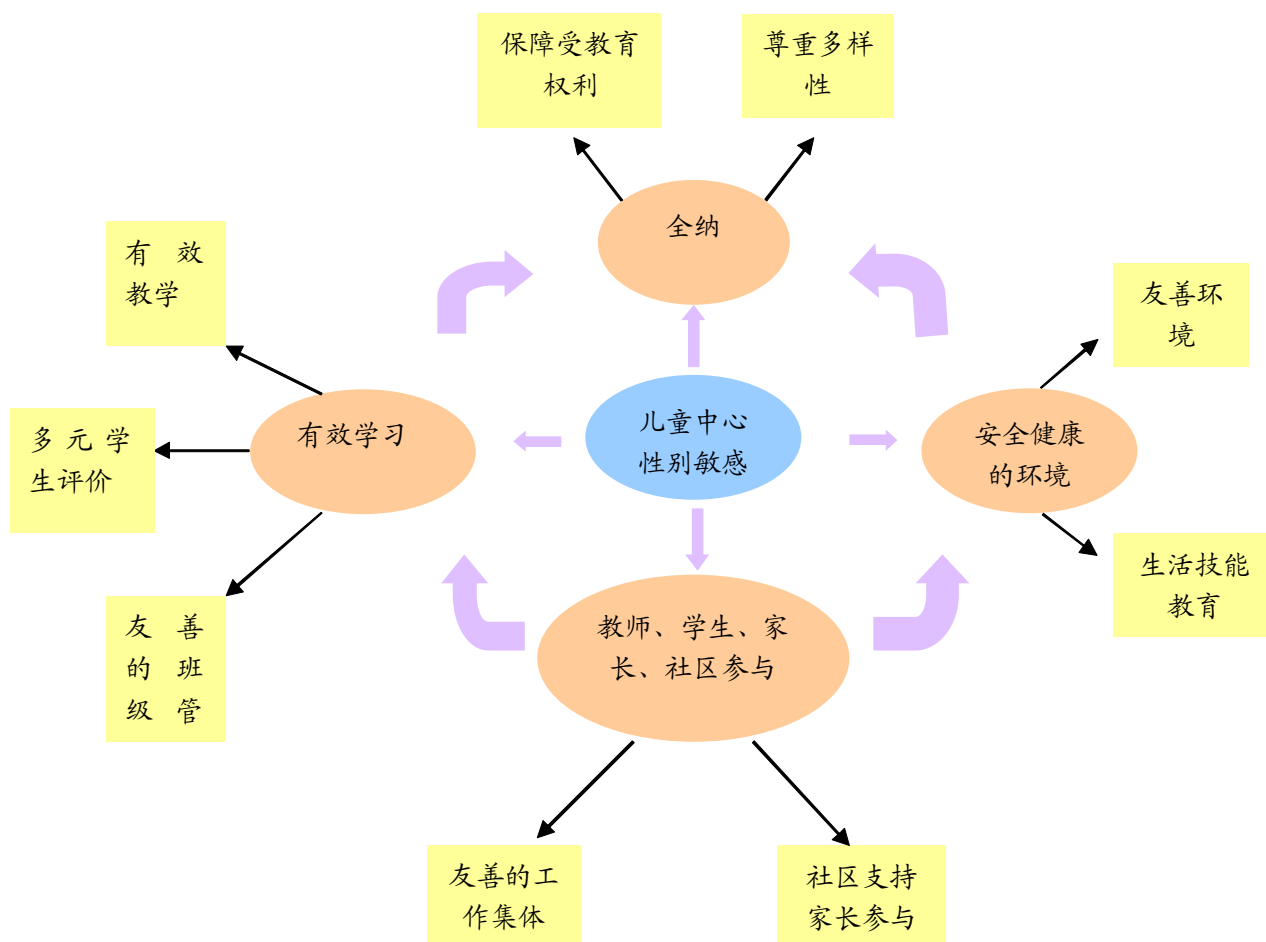 保障受教育
权利
尊重多样
性
全纳
有效
教学
友善环
境
多元学
生评价
有效学习
儿童中心
性别敏感
安全健康
的环境
生活技能
教育
友善
的班
级管
教师、学生、家
长、社区参与
友善的工
作集体
社区支持
家长参与